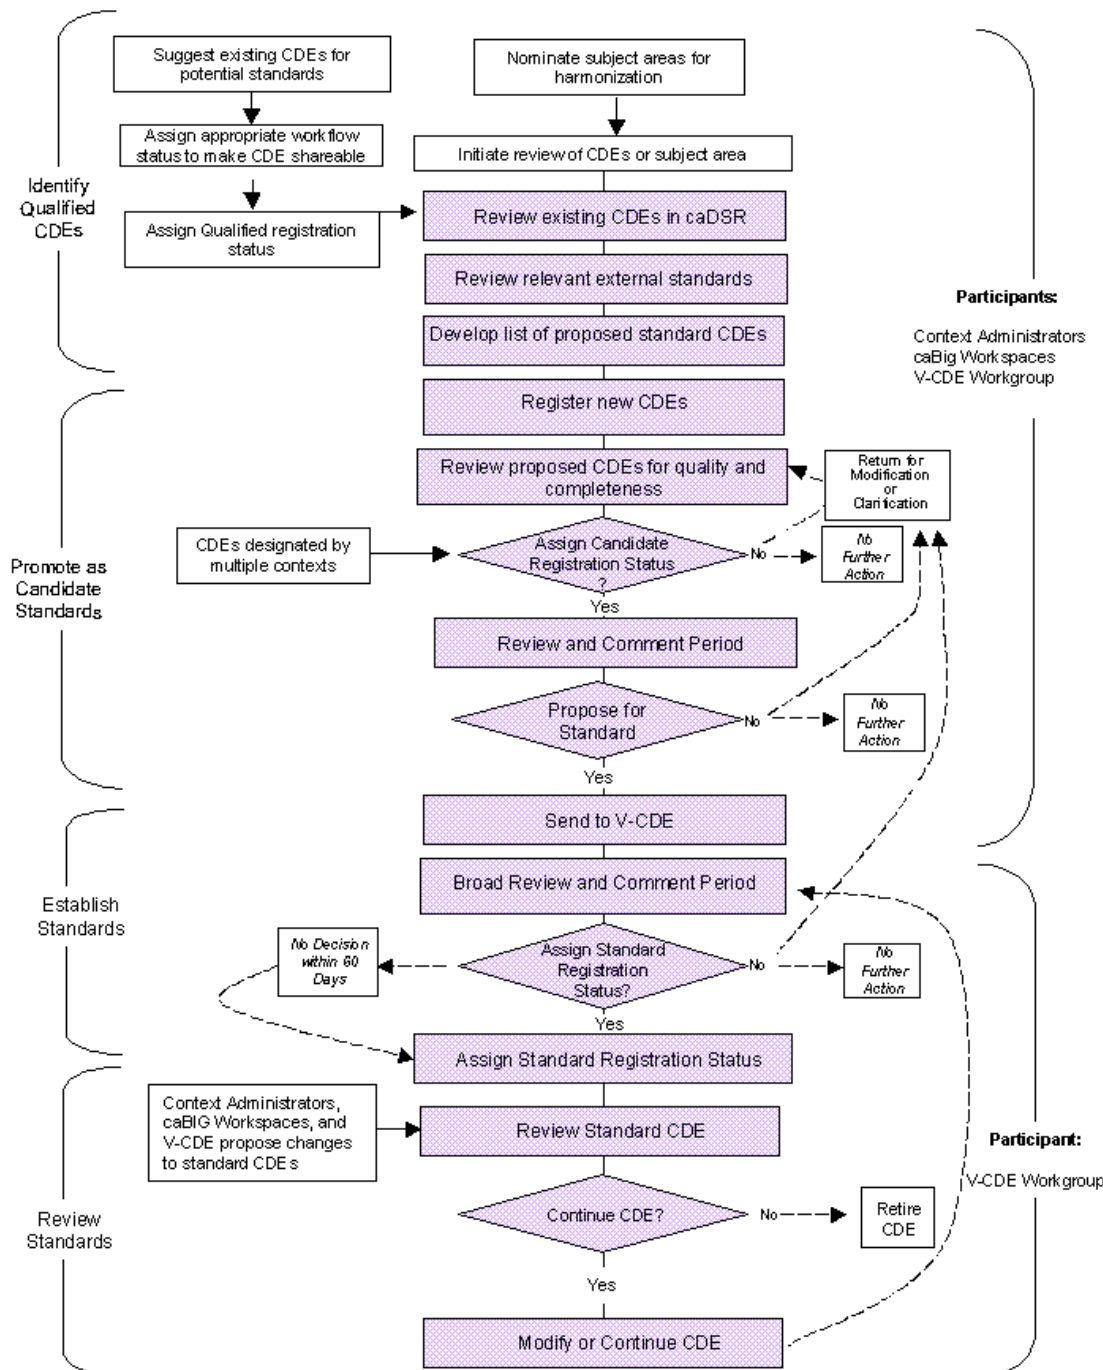 Suggest existing CDEs for
potential standards
Nominate subject areas for
harmonization
Assign appropriate workflow
status to make CDE shareable
Initiate review of CDEs or subject area
Identify
Qualified
CDEs
Assign Qualified registration
status
Review existing CDEs in caDSR
Review relevant external standards
Develop list of proposed standard CDEs
Participants:
Context Administrators
caBig Workspaces
V-CDE Workgroup
Register new CDEs
Review proposed CDEs for quality and
completeness
Return for
Modification
or
Clarification
CDEs designated by
multiple contexts
Assign Candidate
Registration Status
?
No
No
Further
Action
Promote as
Candidate
Standards
Yes
Review and Comment Period
Propose for
Standard
No
No
Further
Action
Yes
Send to V-CDE
Broad Review and Comment Period
Establish
Standards
No Decision
within 60
Days
Assign Standard
Registration
Status?
No
No
Further
Action
Yes
Assign Standard Registration Status
Context Administrators,
caBIG Workspaces, and
V-CDE propose changes
to standard CDEs
Review Standard CDE
Participant:
V-CDE Workgroup
Review
Standards
Continue CDE?
No
Retire
CDE
Yes
Modify or Continue CDE